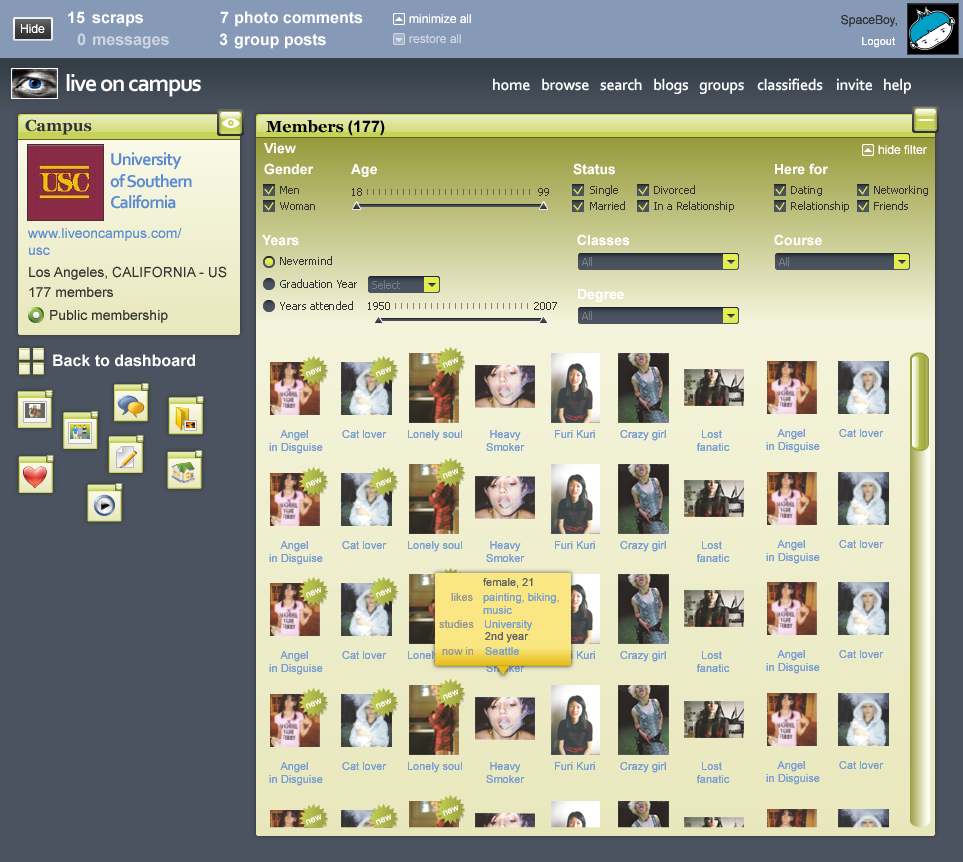 Hide
15 scraps
0 messages
7 photo comments
3 group posts
minimize all
restore all
SpaceBoy,
Logout
live on campus
home browse search blogs groups classifieds invite help
Campus
USC
University
of Southern
California
www.liveoncampus.com/
usc
Los Angeles, CALIFORNIA - US
177 members
Public membership
Back to dashboard
Members (177)
View
hide filter
Gender Age Status Here for
Men 18 99 Single Divorced Dating Networking
Woman Married In a Relationship Relationship Friends
Years Classes Course
Nevermind All All
Graduation Year Select
Degree
Years attended 1950 2007
All
new new new
Angel Cat lover Lonely soul Heavy Furi Kuri Crazy girl Lost Angel Cat lover
in Disguise Smoker fanatic in Disguise
new new new
Angel Cat lover Lonely soul Heavy Furi Kuri Crazy girl Lost Angel Cat lover
in Disguise Smoker fanatic in Disguise
female, 21
likes painting, biking,
music
studies University
2nd year
now in Seattle
new new
Angel Cat lover Kuri Crazy girl Lost Angel Cat lover
in Disguise Smoker fanatic in Disguise
new new new
Angel Cat lover Lonely soul Heavy Furi Kuri Crazy girl Lost Angel Cat lover
in Disguise Smoker fanatic in Disguise
new new new